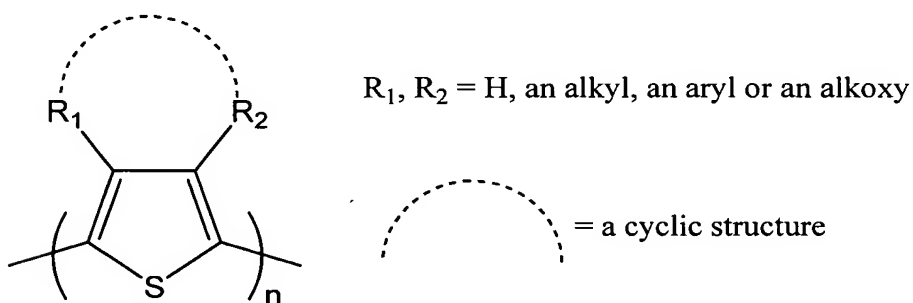 R₁ R₂
R₁, R₂ = H, an alkyl, an aryl or an alkoxy
= a cyclic structure
S
n